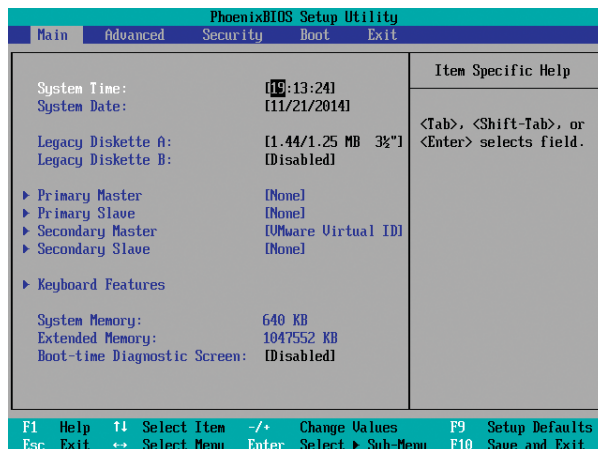 PhoenixBIOS Setup Utility
Main Advanced Security Boot Exit
Item Specific Help
System Time: [19:13:24]
System Date: [11/21/2014]
<Tab>, <Shift-Tab>, or
<Enter> selects field.
Legacy Diskette A: [1.44/1.25 MB 3½"]
Legacy Diskette B: [Disabled]
▶ Primary Master [None]
▶ Primary Slave [None]
▶ Secondary Master [VMware Virtual ID]
▶ Secondary Slave [None]
▶ Keyboard Features
System Memory: 640 KB
Extended Memory: 1047552 KB
Boot-time Diagnostic Screen: [Disabled]
F1 Help ↑↓ Select Item -/+ Change Values F9 Setup Defaults
Esc Exit ↔ Select Menu Enter Select ▶ Sub-Menu F10 Save and Exit